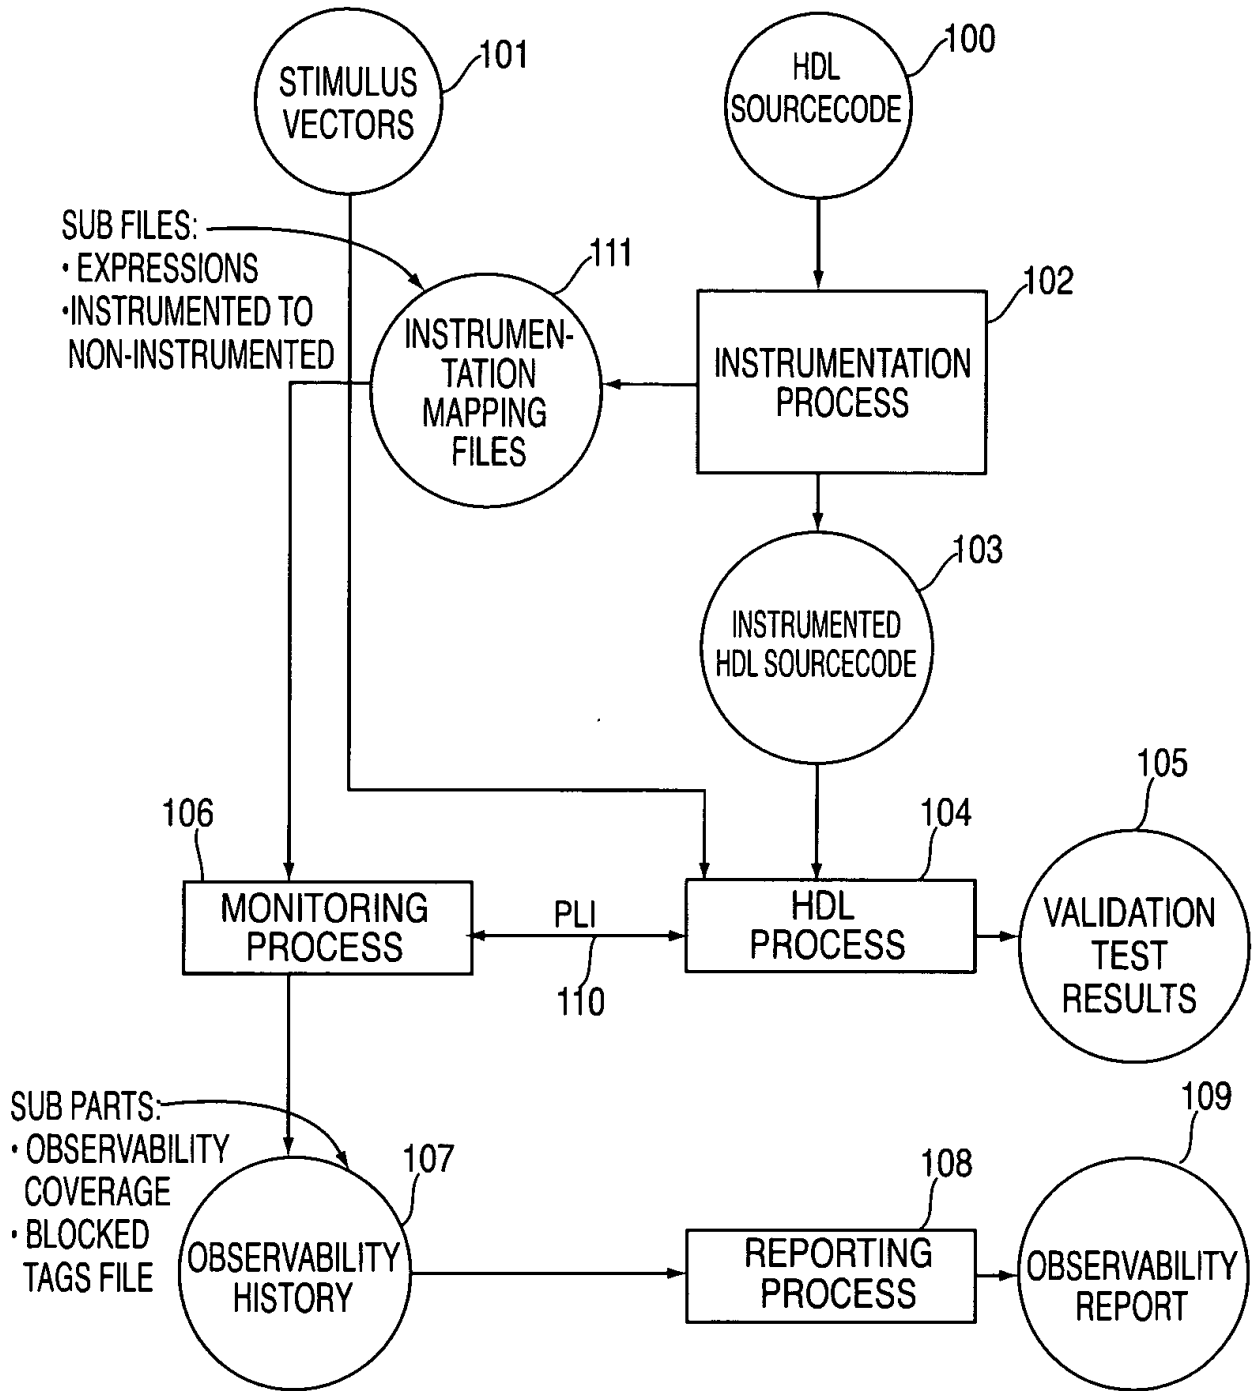 101
STIMULUS
VECTORS
100
HDL
SOURCECODE
SUB FILES:
• EXPRESSIONS
•INSTRUMENTED TO
NON-INSTRUMENTED
111
INSTRUMEN-
TATION
MAPPING
FILES
102
INSTRUMENTATION
PROCESS
103
INSTRUMENTED
HDL SOURCECODE
106
MONITORING
PROCESS
PLI
110
104
HDL
PROCESS
105
VALIDATION
TEST
RESULTS
SUB PARTS:
• OBSERVABILITY
COVERAGE
• BLOCKED
TAGS FILE
107
OBSERVABILITY
HISTORY
108
REPORTING
PROCESS
109
OBSERVABILITY
REPORT